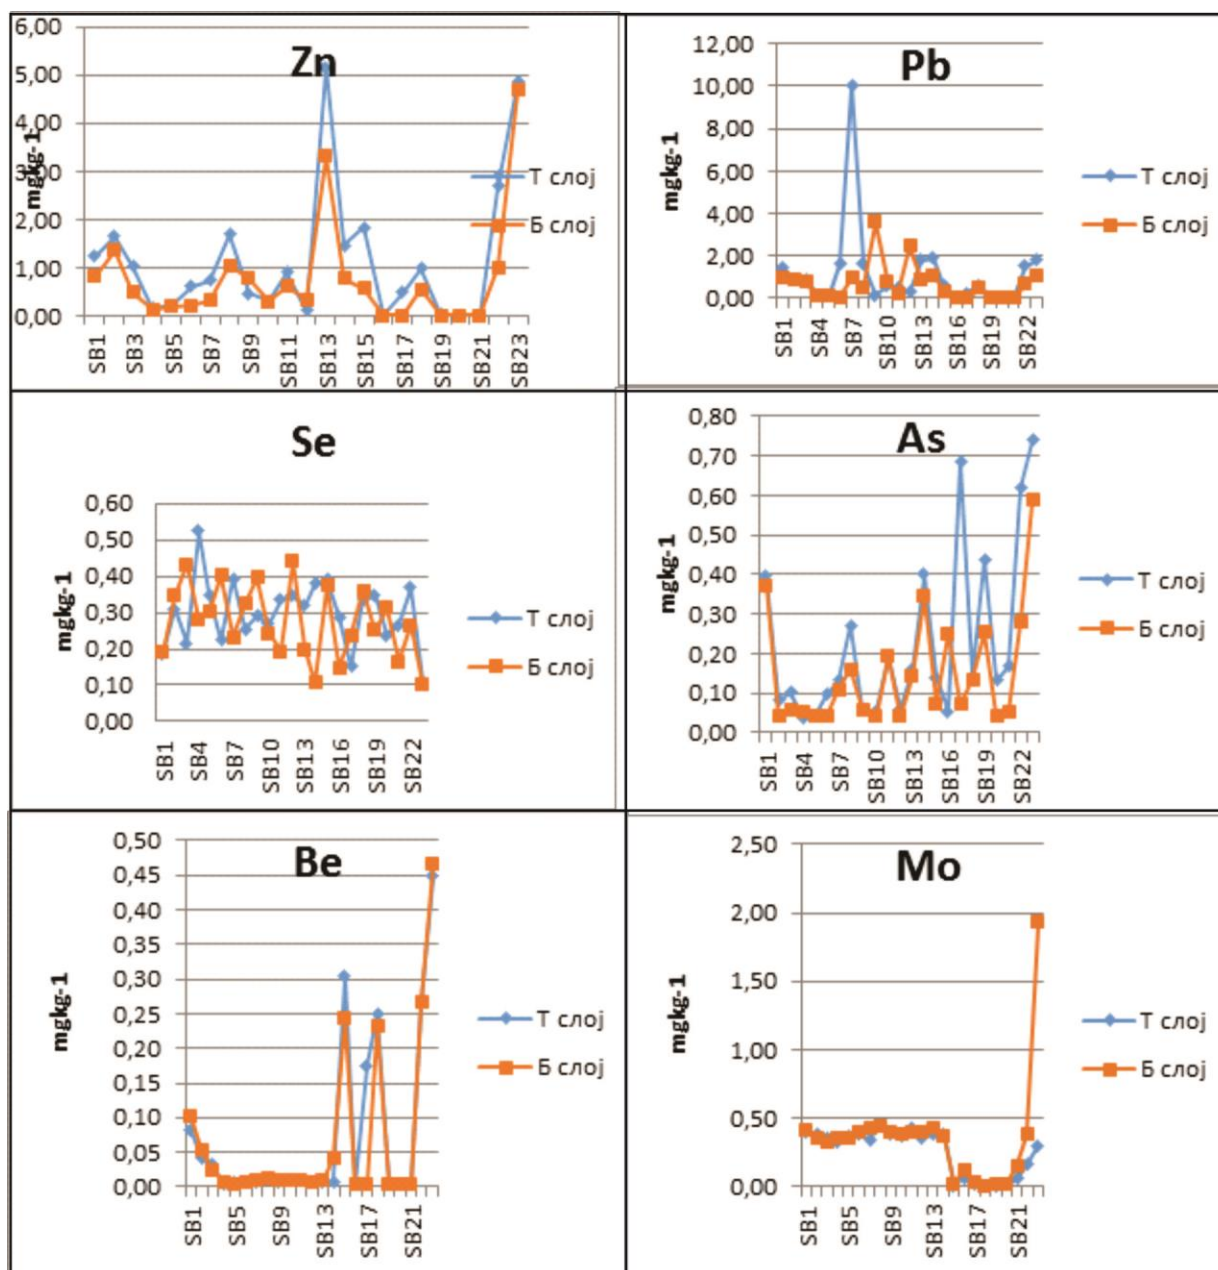 Zn
6,00
5,00
4,00
3,00
2,00
1,00
0,00
mgkg-1
SB1
SB3
SB5
SB7
SB9
SB11
SB13
SB15
SB17
SB19
SB21
SB23
Т слој
Б слој
Pb
12,00
10,00
8,00
6,00
4,00
2,00
0,00
mgkg-1
SB1
SB4
SB7
SB10
SB13
SB16
SB19
SB22
Т слој
Б слој
Se
0,60
0,50
0,40
0,30
0,20
0,10
0,00
mgkg-1
SB1
SB4
SB7
SB10
SB13
SB16
SB19
SB22
Т слој
Б слој
As
0,80
0,70
0,60
0,50
0,40
0,30
0,20
0,10
0,00
mgkg-1
SB1
SB4
SB7
SB10
SB13
SB16
SB19
SB22
Т слој
Б слој
Be
0,50
0,45
0,40
0,35
0,30
0,25
0,20
0,15
0,10
0,05
0,00
mgkg-1
SB1
SB5
SB9
SB13
SB17
SB21
Т слој
Б слој
Mo
2,50
2,00
1,50
1,00
0,50
0,00
mgkg-1
SB1
SB5
SB9
SB13
SB17
SB21
Т слој
Б слој